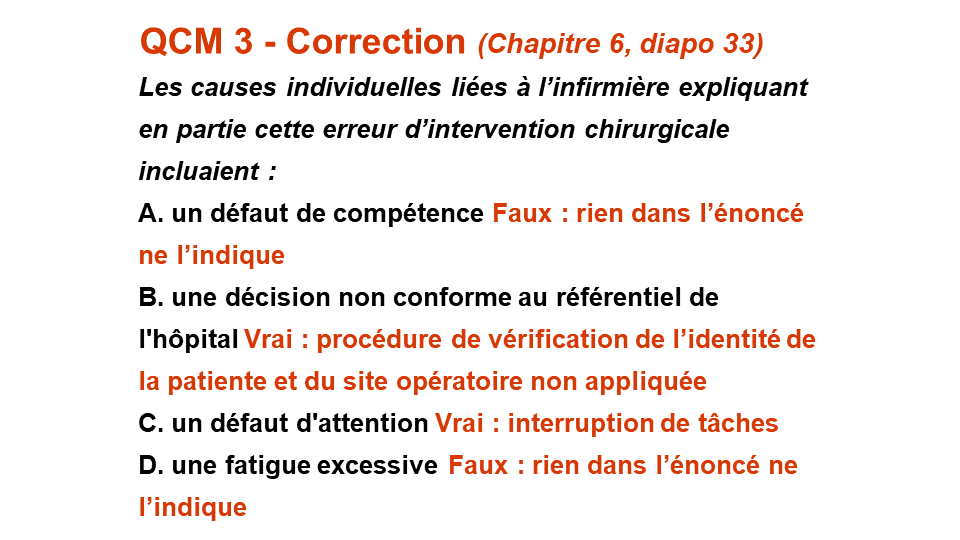 QCM 3 - Correction (Chapitre 6, diapo 33)
Les causes individuelles liées à l’infirmière expliquant
en partie cette erreur d’intervention chirurgicale
incluaient :
A. un défaut de compétence Faux : rien dans l’énoncé
ne l’indique
B. une décision non conforme au référentiel de
l'hôpital Vrai : procédure de vérification de l’identité de
la patiente et du site opératoire non appliquée
C. un défaut d'attention Vrai : interruption de tâches
D. une fatigue excessive Faux : rien dans l’énoncé ne
l’indique